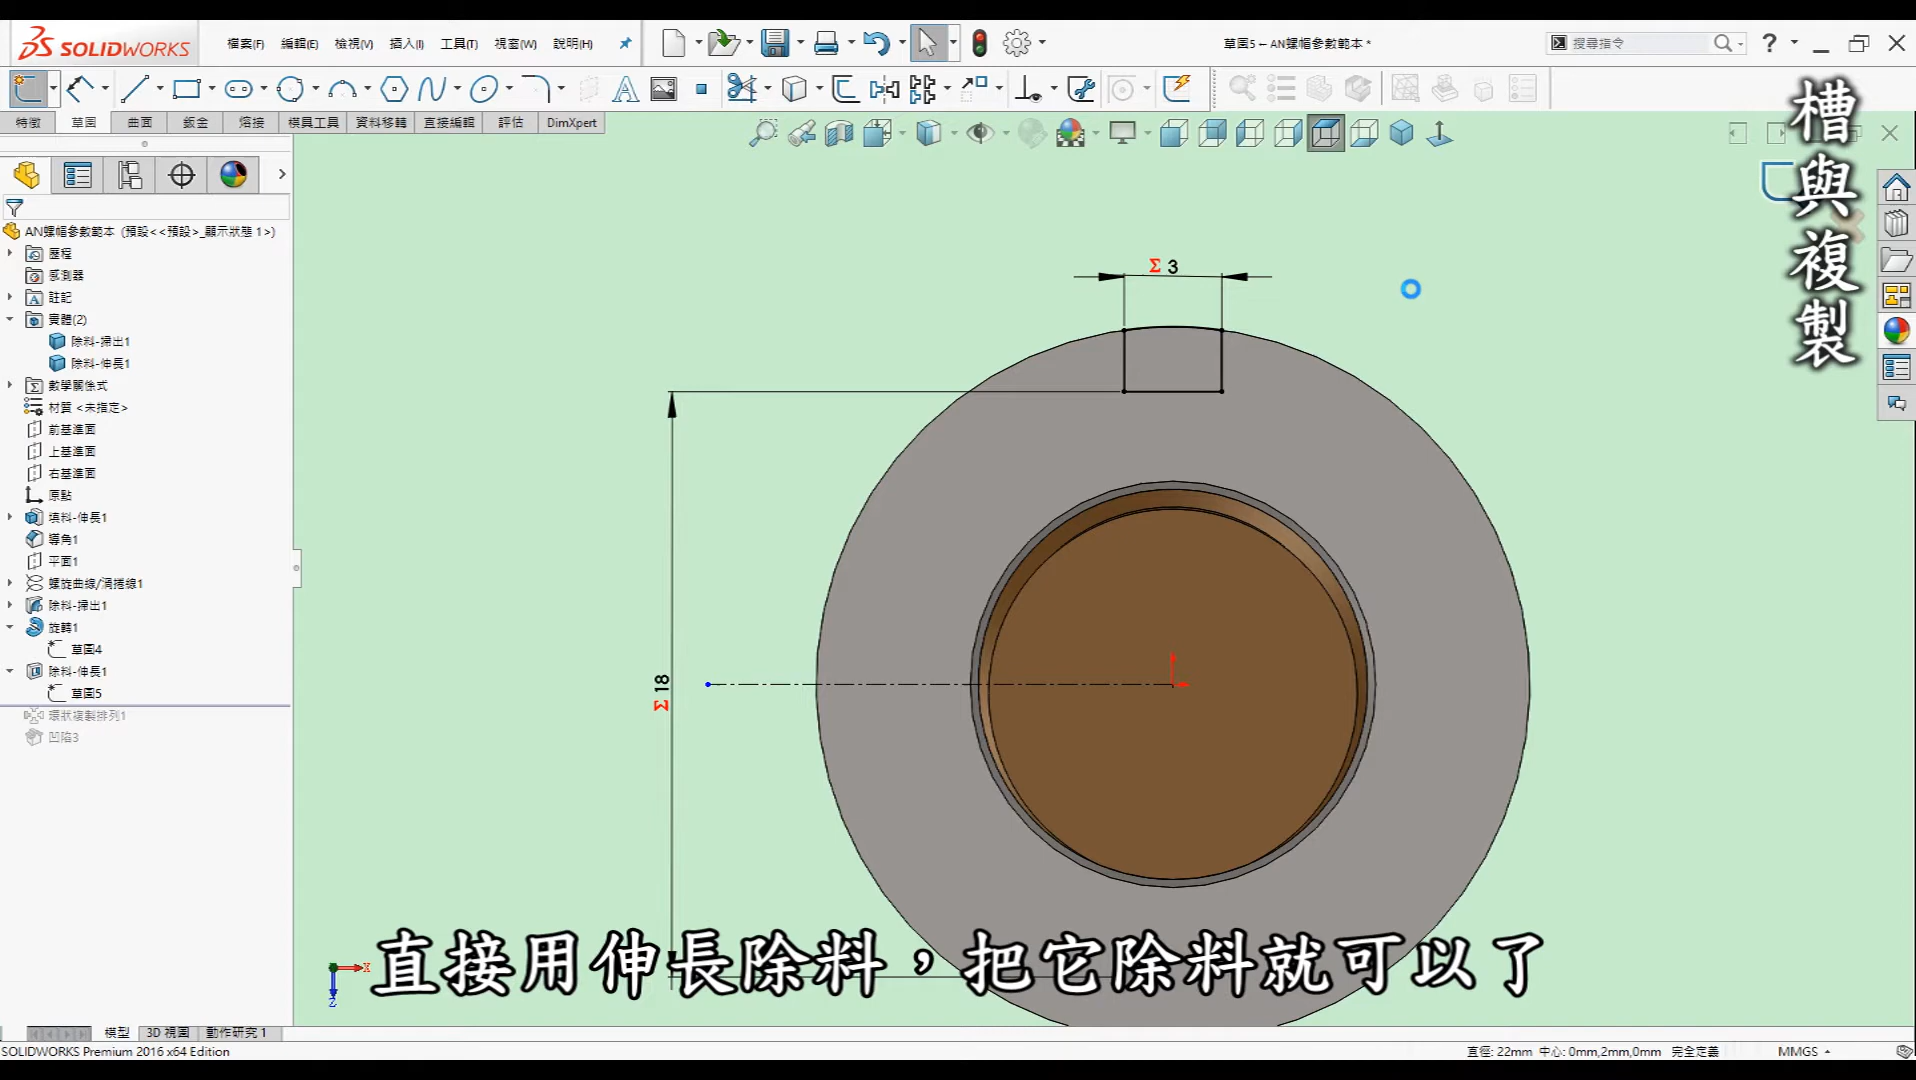 SOLIDWORKS
檔案(F) 編輯(E) 檢視(V) 插入(I) 工具(T) 視窗(W) 說明(H)
草圖5 ← AN螺帽參數範本 *
搜尋指令
特徵 草圖 曲面 鈑金 熔接 模具工具 資料移轉 直接編輯 評估 DimXpert
槽與複製
AN螺帽參數範本 (預設<<預設>_顯示狀態 1>)
歷程
感測器
註記
實體(2)
除料-掃出1
除料-伸長1
數學關係式
材質 <未指定>
前基準面
上基準面
右基準面
原點
填料-伸長1
導角1
平面1
螺旋曲線/渦捲線1
除料-掃出1
旋轉1
草圖4
除料-伸長1
草圖5
環狀複製排列1
凹陷3
Σ 3
Σ 18
X
Z
直接用伸長除料，把它除料就可以了
模型 3D 視圖 動作研究 1
SOLIDWORKS Premium 2016 x64 Edition
直徑: 22mm 中心: 0mm,2mm,0mm 完全定義 MMGS